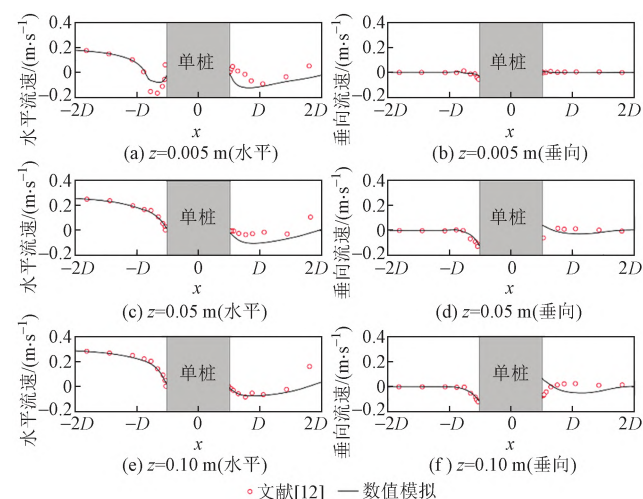 水平流速/(m·s⁻¹)
0.4
0.2
0
−0.2
单桩
−2D −D 0 D 2D
x
(a) z=0.005 m(水平)
垂向流速/(m·s⁻¹)
0.4
0.2
0
−0.2
单桩
−2D −D 0 D 2D
x
(b) z=0.005 m(垂向)
水平流速/(m·s⁻¹)
0.4
0.2
0
−0.2
单桩
−2D −D 0 D 2D
x
(c) z=0.05 m(水平)
垂向流速/(m·s⁻¹)
0.4
0.2
0
−0.2
单桩
−2D −D 0 D 2D
x
(d) z=0.05 m(垂向)
水平流速/(m·s⁻¹)
0.4
0.2
0
−0.2
单桩
−2D −D 0 D 2D
x
(e) z=0.10 m(水平)
垂向流速/(m·s⁻¹)
0.4
0.2
0
−0.2
单桩
−2D −D 0 D 2D
x
(f) z=0.10 m(垂向)
文献[12] 数值模拟